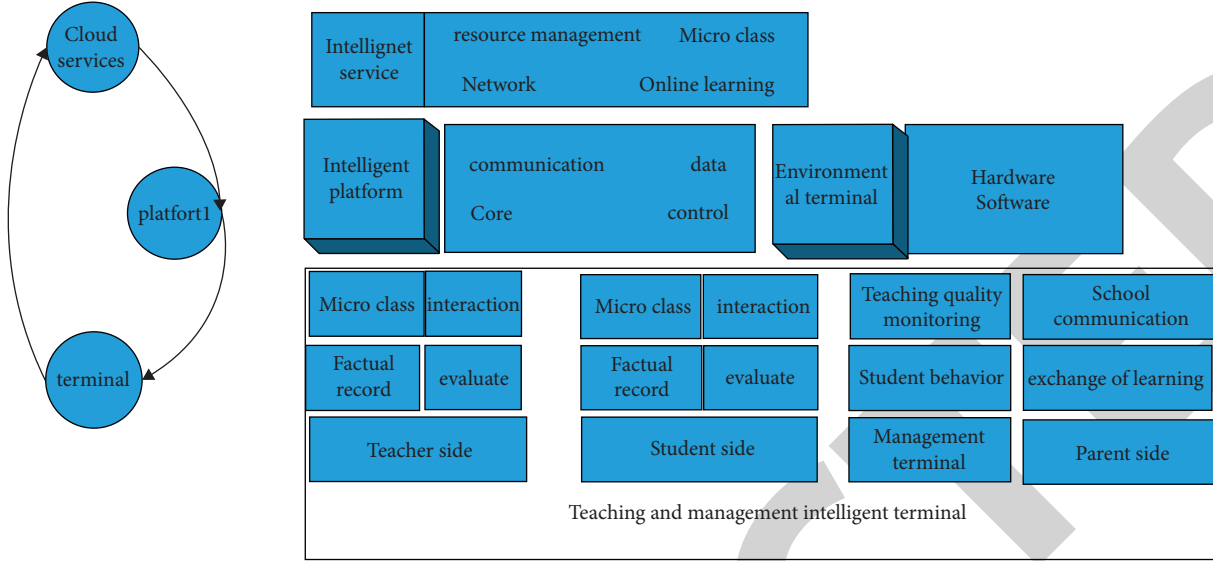 Cloud
services
platfort1
terminal
Intellignet
service
resource management Micro class
Network Online learning
Intelligent
platform
communication data
Core control
Environment
al terminal
Hardware
Software
Micro class
interaction
Micro class
interaction
Teaching quality
monitoring
School
communication
Factual
record
evaluate
Factual
record
evaluate
Student behavior
exchange of learning
Teacher side
Student side
Management
terminal
Parent side
Teaching and management intelligent terminal